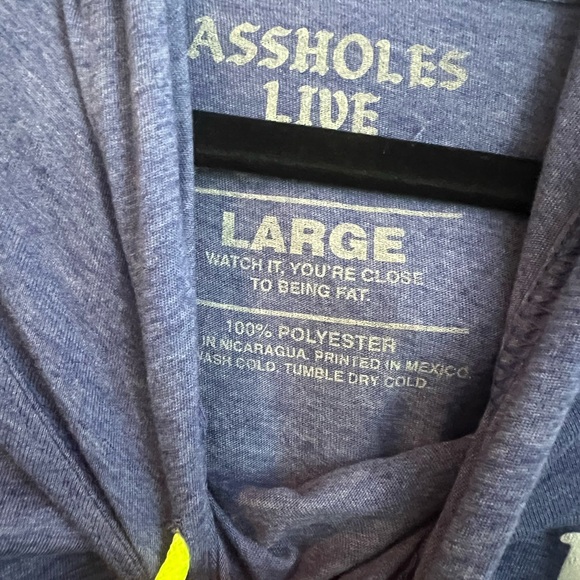 ASSHOLES
LIVE
LARGE
WATCH IT, YOU'RE CLOSE
TO BEING FAT.
100% POLYESTER
IN NICARAGUA. PRINTED IN MEXICO.
WASH COLD. TUMBLE DRY COLD.